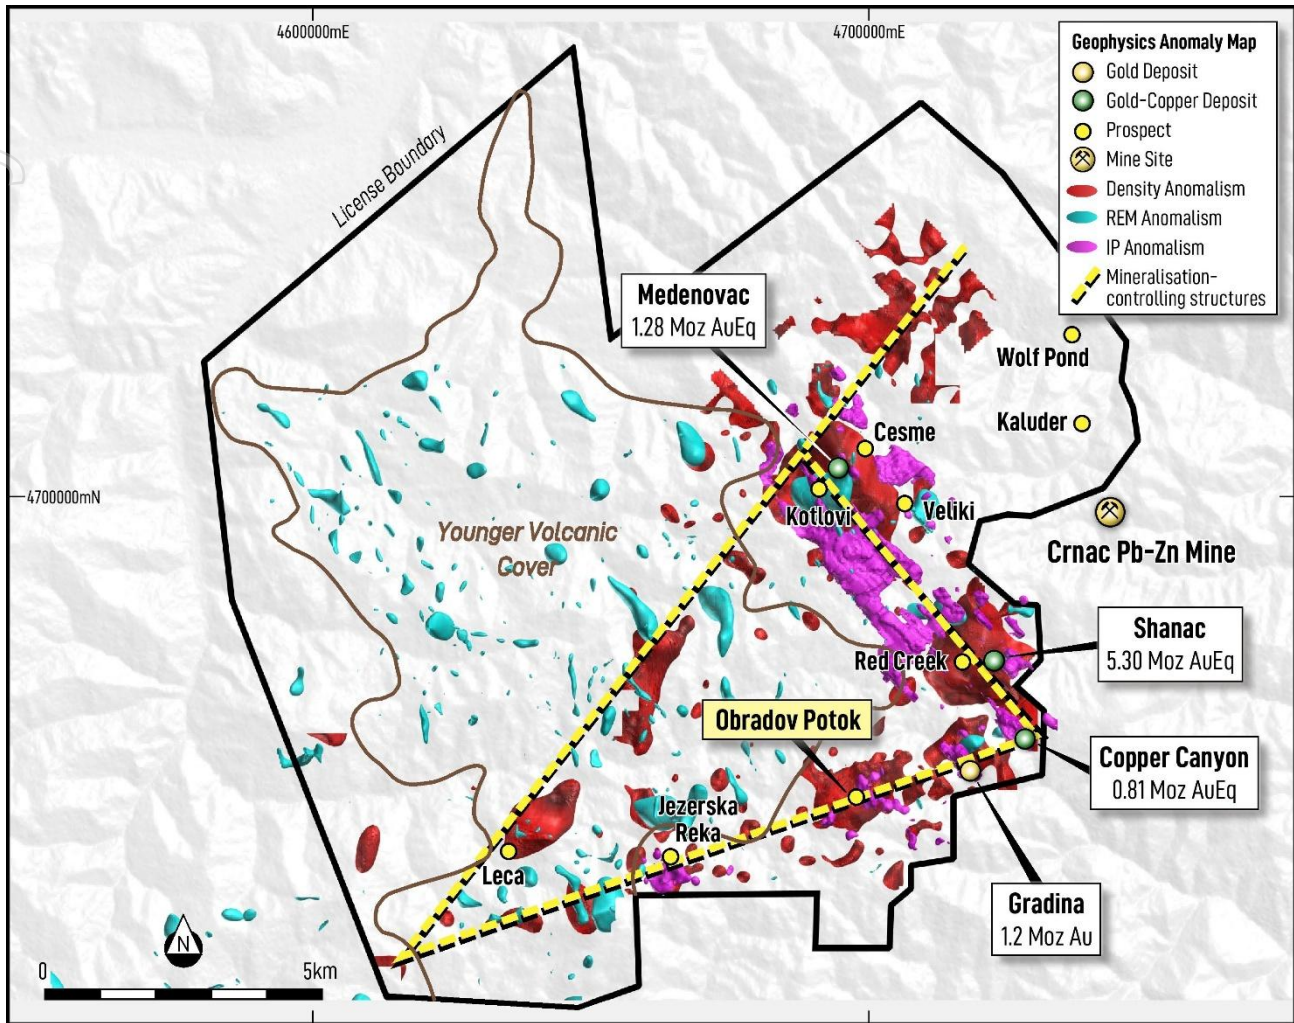 4600000mE
4700000mE
Geophysics Anomaly Map
Gold Deposit
Gold-Copper Deposit
Prospect
Mine Site
Density Anomalism
REM Anomalism
IP Anomalism
Mineralisation-
controlling structures
License Boundary
Medenovac
1.28 Moz AuEq
Wolf Pond
Kaluder
Cesme
4700000mN
Kotlovi
Veliki
Crnac Pb-Zn Mine
Younger Volcanic
Cover
Shanac
5.30 Moz AuEq
Red Creek
Obradov Potok
Copper Canyon
0.81 Moz AuEq
Jezerska
Reka
Leca
Gradina
1.2 Moz Au
N
0
5km